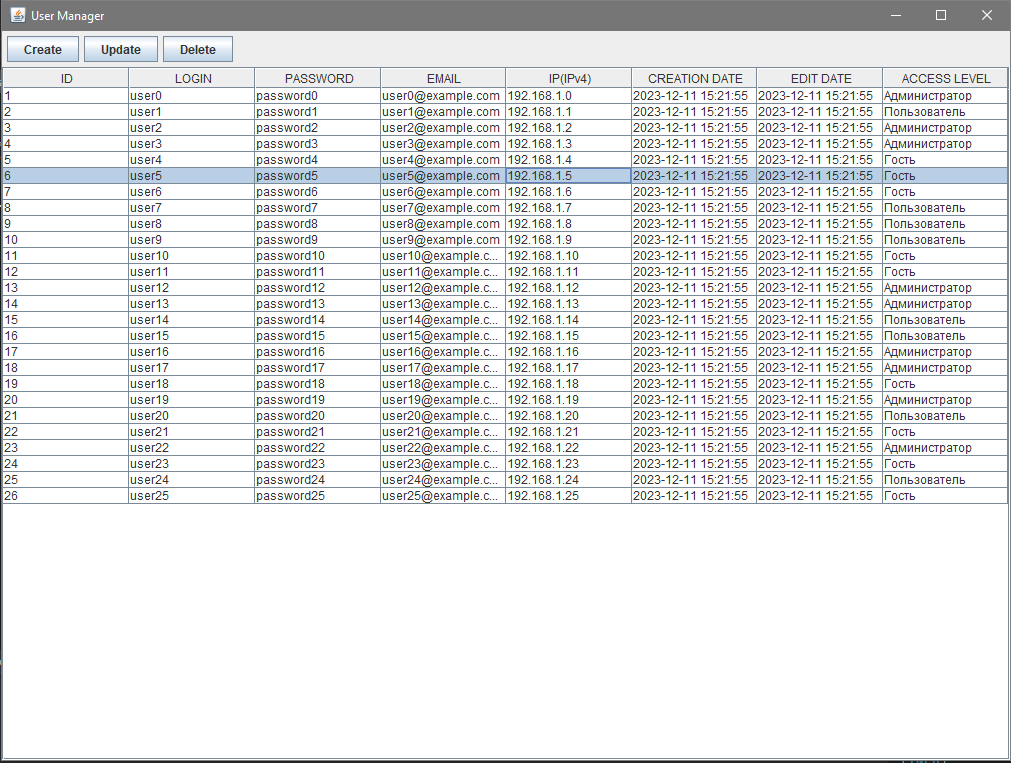 User Manager
Create Update Delete
ID LOGIN PASSWORD EMAIL IP(IPv4) CREATION DATE EDIT DATE ACCESS LEVEL
1 user0 password0 user0@example.com 192.168.1.0 2023-12-11 15:21:55 2023-12-11 15:21:55 Администратор
2 user1 password1 user1@example.com 192.168.1.1 2023-12-11 15:21:55 2023-12-11 15:21:55 Пользователь
3 user2 password2 user2@example.com 192.168.1.2 2023-12-11 15:21:55 2023-12-11 15:21:55 Администратор
4 user3 password3 user3@example.com 192.168.1.3 2023-12-11 15:21:55 2023-12-11 15:21:55 Администратор
5 user4 password4 user4@example.com 192.168.1.4 2023-12-11 15:21:55 2023-12-11 15:21:55 Гость
6 user5 password5 user5@example.com 192.168.1.5 2023-12-11 15:21:55 2023-12-11 15:21:55 Гость
7 user6 password6 user6@example.com 192.168.1.6 2023-12-11 15:21:55 2023-12-11 15:21:55 Гость
8 user7 password7 user7@example.com 192.168.1.7 2023-12-11 15:21:55 2023-12-11 15:21:55 Пользователь
9 user8 password8 user8@example.com 192.168.1.8 2023-12-11 15:21:55 2023-12-11 15:21:55 Пользователь
10 user9 password9 user9@example.com 192.168.1.9 2023-12-11 15:21:55 2023-12-11 15:21:55 Пользователь
11 user10 password10 user10@example.c... 192.168.1.10 2023-12-11 15:21:55 2023-12-11 15:21:55 Гость
12 user11 password11 user11@example.c... 192.168.1.11 2023-12-11 15:21:55 2023-12-11 15:21:55 Гость
13 user12 password12 user12@example.c... 192.168.1.12 2023-12-11 15:21:55 2023-12-11 15:21:55 Администратор
14 user13 password13 user13@example.c... 192.168.1.13 2023-12-11 15:21:55 2023-12-11 15:21:55 Администратор
15 user14 password14 user14@example.c... 192.168.1.14 2023-12-11 15:21:55 2023-12-11 15:21:55 Пользователь
16 user15 password15 user15@example.c... 192.168.1.15 2023-12-11 15:21:55 2023-12-11 15:21:55 Пользователь
17 user16 password16 user16@example.c... 192.168.1.16 2023-12-11 15:21:55 2023-12-11 15:21:55 Администратор
18 user17 password17 user17@example.c... 192.168.1.17 2023-12-11 15:21:55 2023-12-11 15:21:55 Администратор
19 user18 password18 user18@example.c... 192.168.1.18 2023-12-11 15:21:55 2023-12-11 15:21:55 Гость
20 user19 password19 user19@example.c... 192.168.1.19 2023-12-11 15:21:55 2023-12-11 15:21:55 Администратор
21 user20 password20 user20@example.c... 192.168.1.20 2023-12-11 15:21:55 2023-12-11 15:21:55 Пользователь
22 user21 password21 user21@example.c... 192.168.1.21 2023-12-11 15:21:55 2023-12-11 15:21:55 Гость
23 user22 password22 user22@example.c... 192.168.1.22 2023-12-11 15:21:55 2023-12-11 15:21:55 Администратор
24 user23 password23 user23@example.c... 192.168.1.23 2023-12-11 15:21:55 2023-12-11 15:21:55 Гость
25 user24 password24 user24@example.c... 192.168.1.24 2023-12-11 15:21:55 2023-12-11 15:21:55 Пользователь
26 user25 password25 user25@example.c... 192.168.1.25 2023-12-11 15:21:55 2023-12-11 15:21:55 Гость